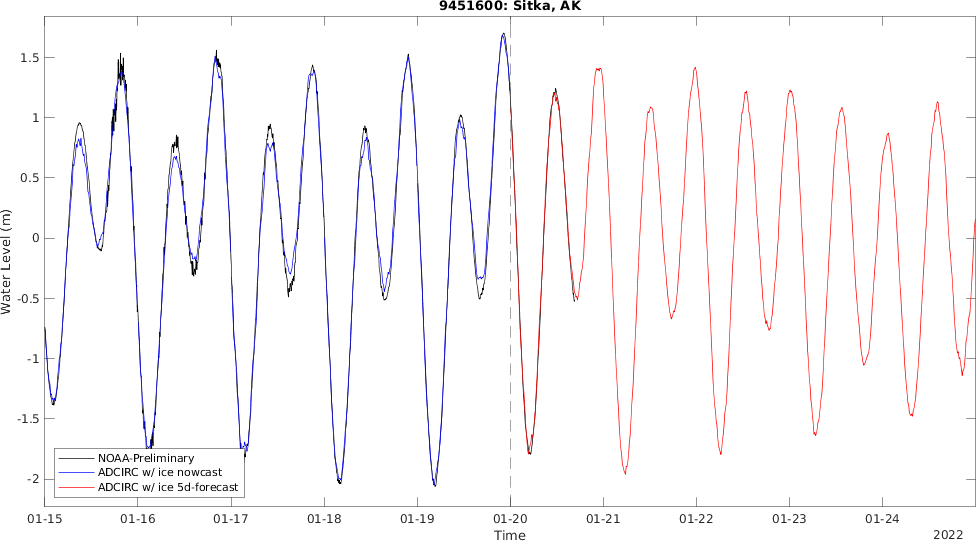 9451600: Sitka, AK
Water Level (m)
1.5
1
0.5
0
-0.5
-1
-1.5
-2
NOAA-Preliminary
ADCIRC w/ ice nowcast
ADCIRC w/ ice 5d-forecast
01-15 01-16 01-17 01-18 01-19 01-20 01-21 01-22 01-23 01-24
Time
2022